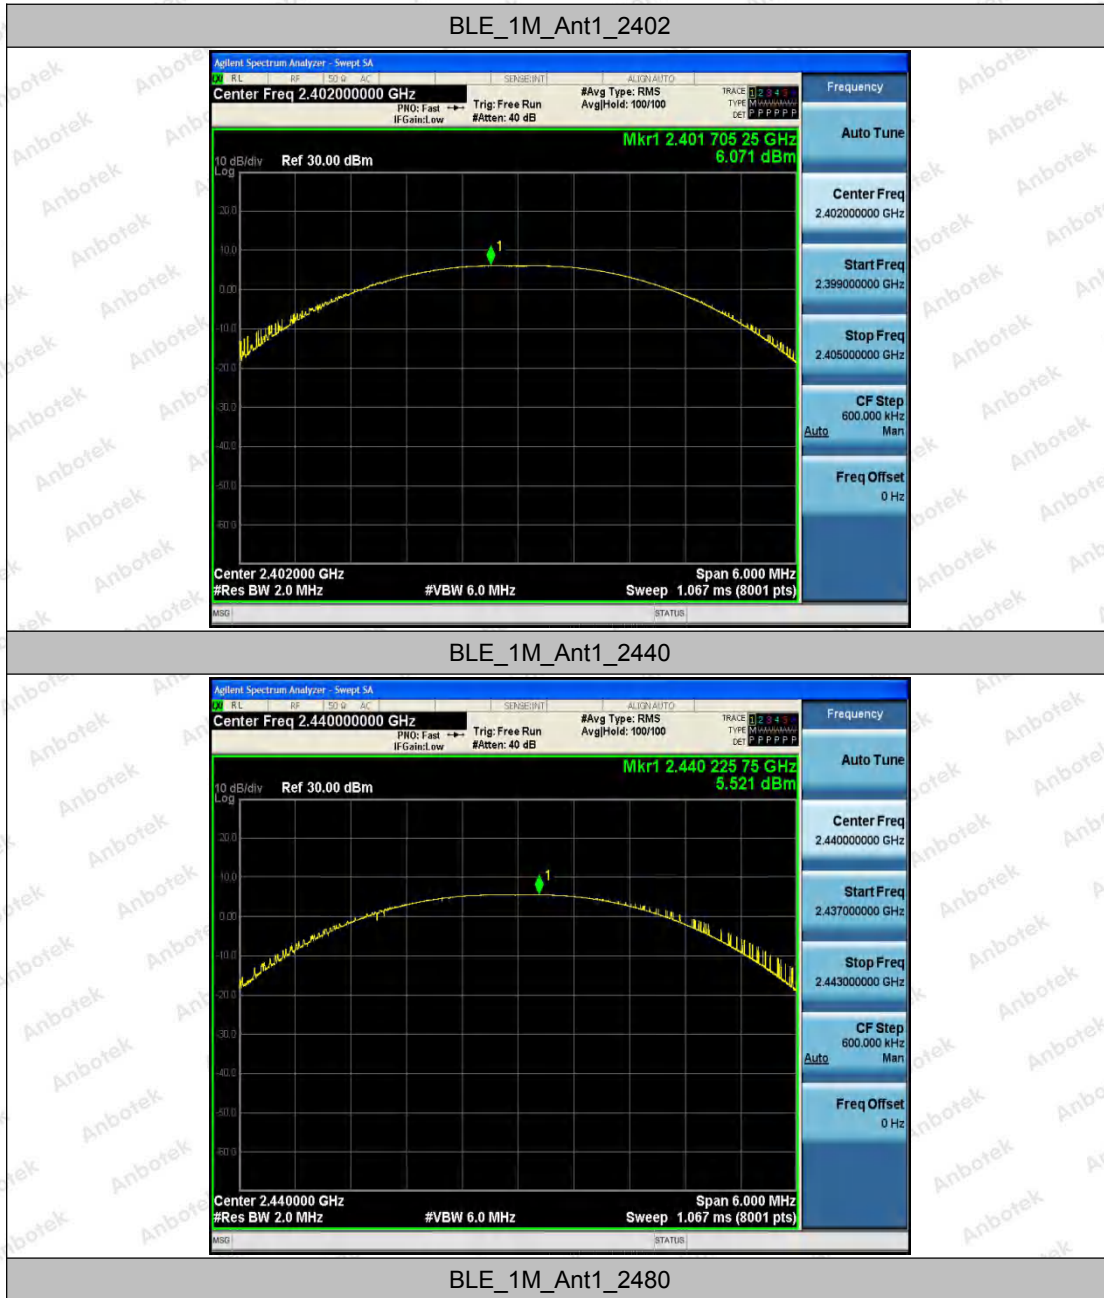 BLE_1M_Ant1_2402
Agilent Spectrum Analyzer - Swept SA
RL RF 50 Ω AC SENSE:INT ALIGN AUTO
Center Freq 2.402000000 GHz
PNO: Fast
IFGain:Low
Trig: Free Run
#Atten: 40 dB
#Avg Type: RMS
Avg|Hold: 100/100
TRACE 1 2 3 4 5 6
TYPE M
DET P P P P P P
Mkr1 2.401 705 25 GHz
6.071 dBm
10 dB/div Ref 30.00 dBm
Log
20.0
10.0
0.00
-10.0
-20.0
-30.0
-40.0
-50.0
-60.0
1
Center 2.402000 GHz
#Res BW 2.0 MHz
#VBW 6.0 MHz
Span 6.000 MHz
Sweep 1.067 ms (8001 pts)
MSG STATUS
Frequency
Auto Tune
Center Freq
2.402000000 GHz
Start Freq
2.399000000 GHz
Stop Freq
2.405000000 GHz
CF Step
600.000 kHz
Auto Man
Freq Offset
0 Hz
BLE_1M_Ant1_2440
Agilent Spectrum Analyzer - Swept SA
RL RF 50 Ω AC SENSE:INT ALIGN AUTO
Center Freq 2.440000000 GHz
PNO: Fast
IFGain:Low
Trig: Free Run
#Atten: 40 dB
#Avg Type: RMS
Avg|Hold: 100/100
TRACE 1 2 3 4 5 6
TYPE M
DET P P P P P P
Mkr1 2.440 225 75 GHz
5.521 dBm
10 dB/div Ref 30.00 dBm
Log
20.0
10.0
0.00
-10.0
-20.0
-30.0
-40.0
-50.0
-60.0
1
Center 2.440000 GHz
#Res BW 2.0 MHz
#VBW 6.0 MHz
Span 6.000 MHz
Sweep 1.067 ms (8001 pts)
MSG STATUS
Frequency
Auto Tune
Center Freq
2.440000000 GHz
Start Freq
2.437000000 GHz
Stop Freq
2.443000000 GHz
CF Step
600.000 kHz
Auto Man
Freq Offset
0 Hz
BLE_1M_Ant1_2480
Anbotek